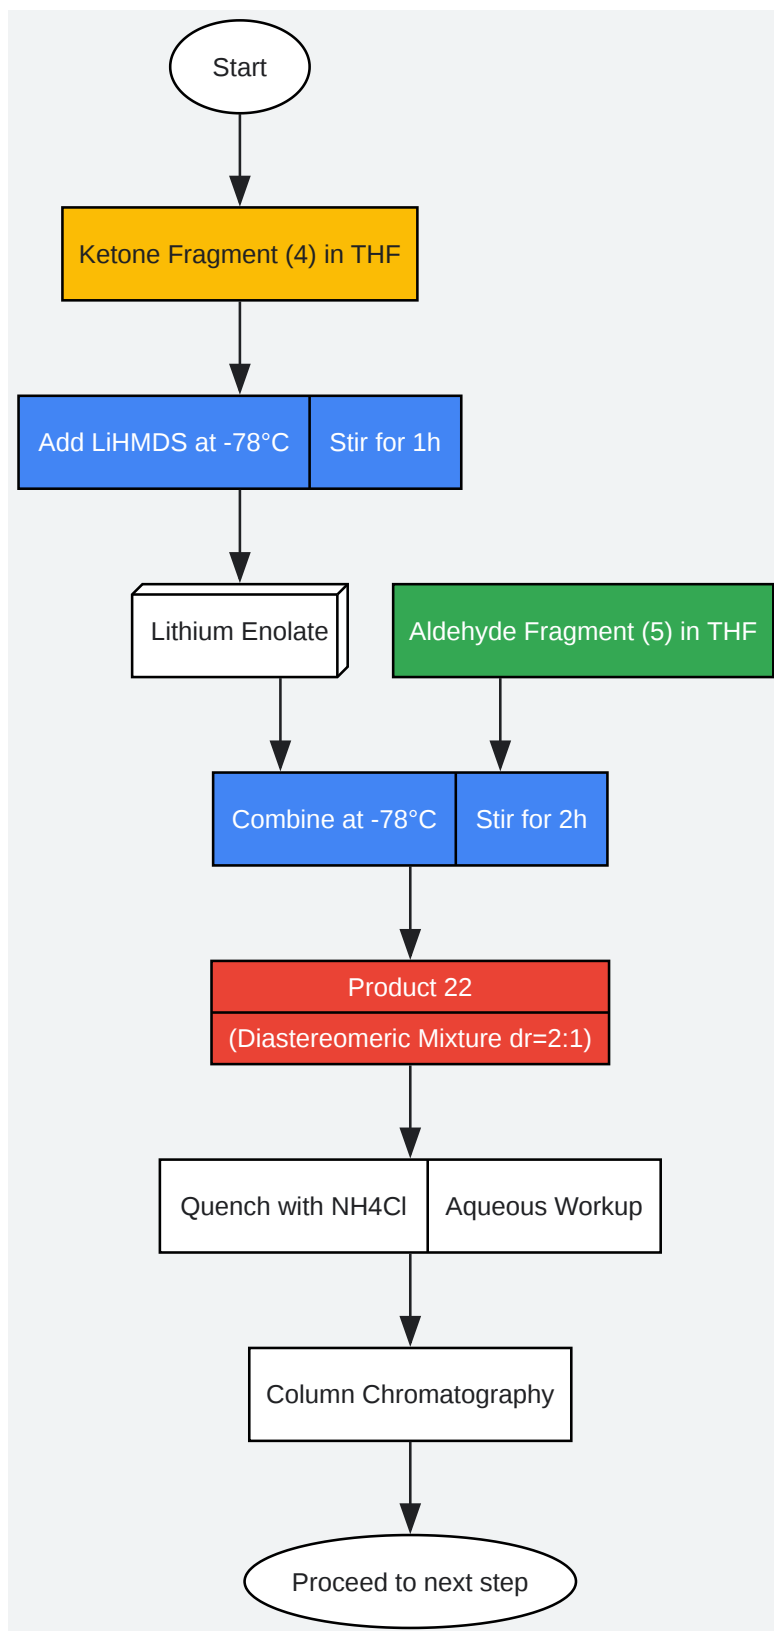 Start
Ketone Fragment (4) in THF
Add LiHMDS at -78°C
Stir for 1h
Lithium Enolate
Aldehyde Fragment (5) in THF
Combine at -78°C
Stir for 2h
Product 22
(Diastereomeric Mixture dr=2:1)
Quench with NH4Cl
Aqueous Workup
Column Chromatography
Proceed to next step